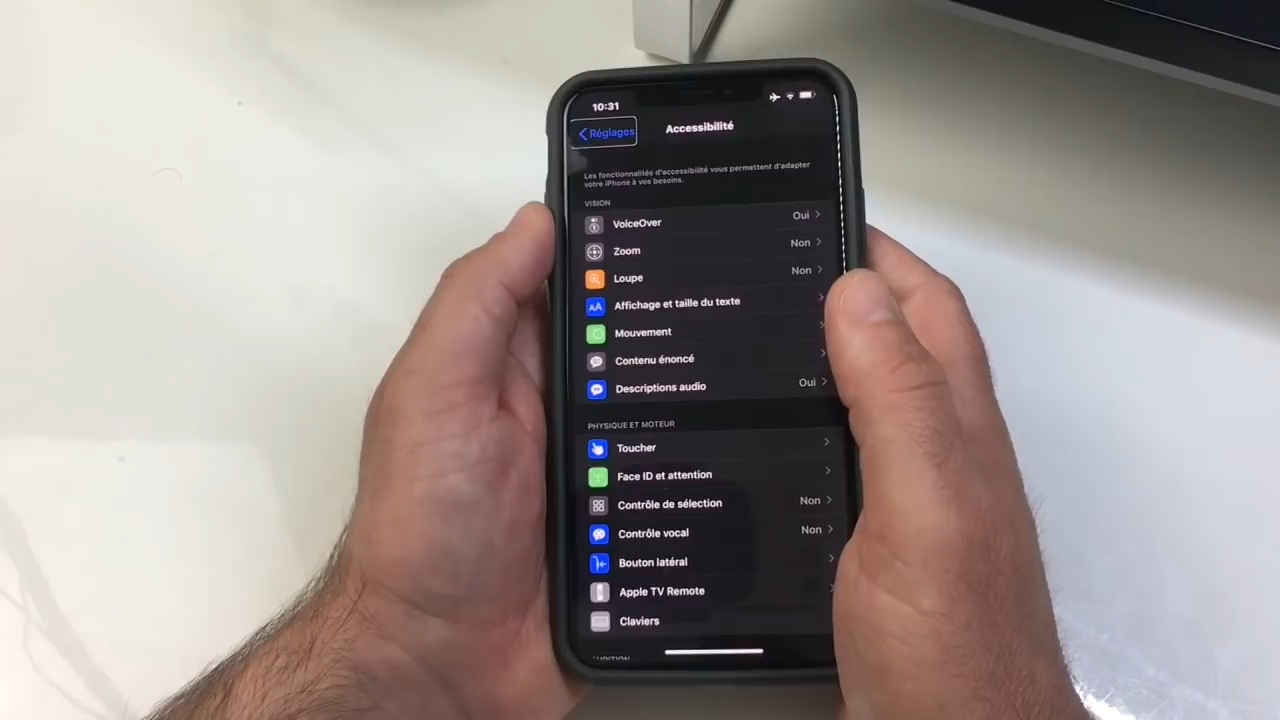 10:31
Réglages
Accessibilité
Les fonctionnalités d'accessibilité vous permettent d'adapter
votre iPhone à vos besoins.
VISION
VoiceOver Oui
Zoom Non
Loupe Non
Affichage et taille du texte
Mouvement
Contenu énoncé
Descriptions audio Oui
PHYSIQUE ET MOTEUR
Toucher
Face ID et attention
Contrôle de sélection Non
Contrôle vocal Non
Bouton latéral
Apple TV Remote
Claviers